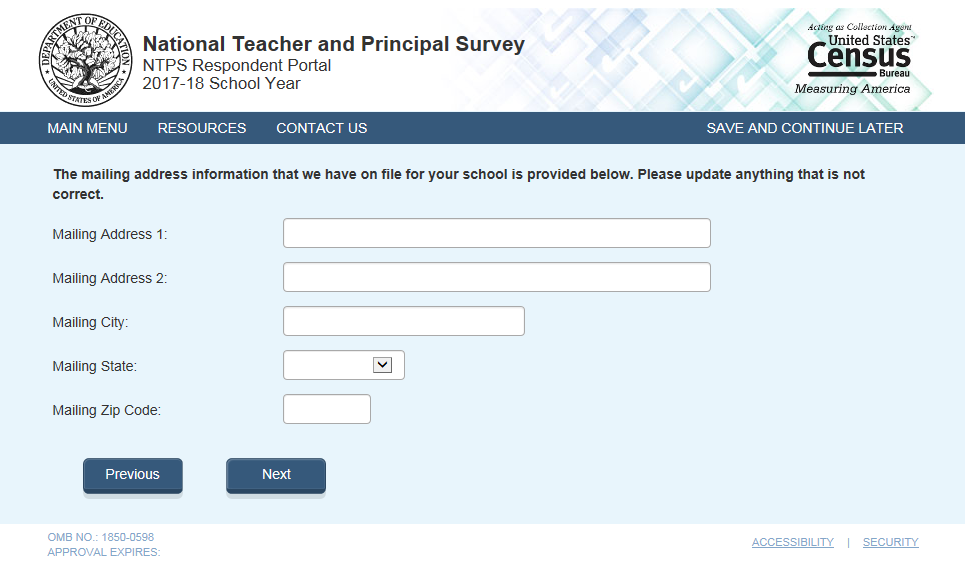 DEPARTMENT OF EDUCATION
UNITED STATES OF AMERICA
National Teacher and Principal Survey
NTPS Respondent Portal
2017-18 School Year
Acting as Collection Agent
United States™
Census
Bureau
Measuring America
MAIN MENU RESOURCES CONTACT US SAVE AND CONTINUE LATER
The mailing address information that we have on file for your school is provided below. Please update anything that is not
correct.
Mailing Address 1:
Mailing Address 2:
Mailing City:
Mailing State:
Mailing Zip Code:
Previous Next
OMB NO.: 1850-0598
APPROVAL EXPIRES:
ACCESSIBILITY | SECURITY